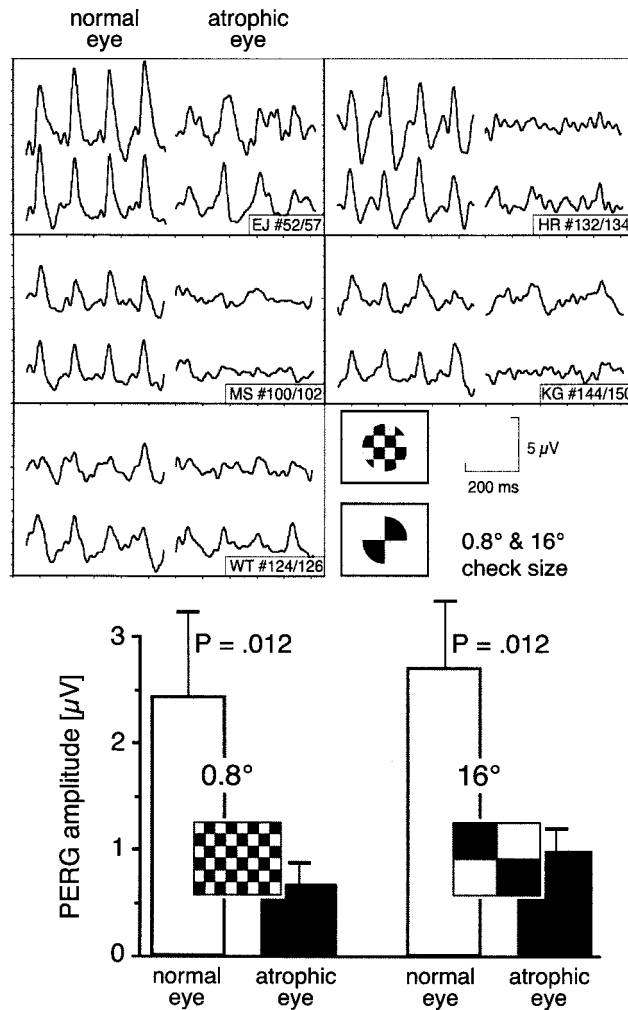 normal eye
atrophic eye
EJ #52/57
HR #132/134
MS #100/102
KG #144/150
WT #124/126
5 µV
200 ms
0.8° & 16°
check size
PERG amplitude [µV]
3
2
1
0
P = .012
P = .012
0.8°
16°
normal eye
atrophic eye
normal eye
atrophic eye